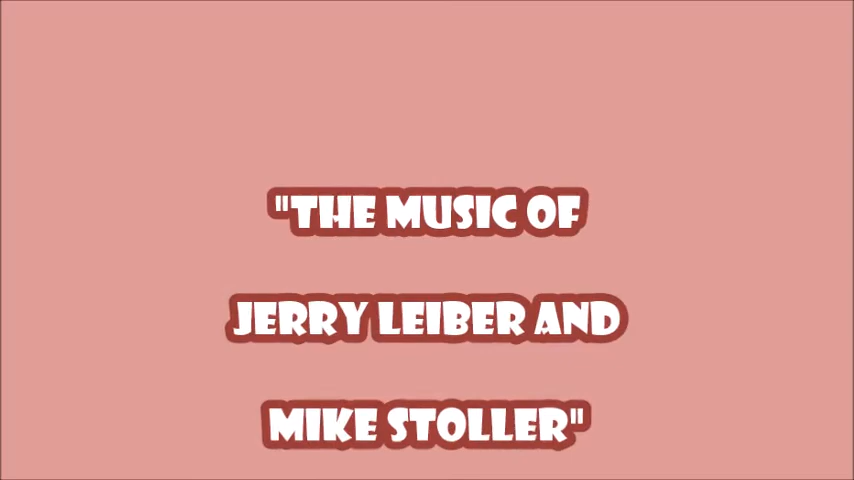 "THE MUSIC OF
JERRY LEIBER AND
MIKE STOLLER"